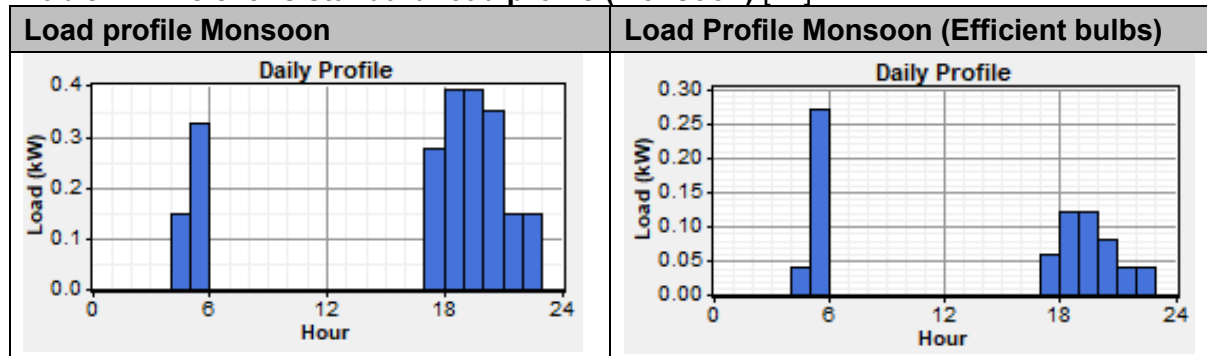 Load profile Monsoon
Load Profile Monsoon (Efficient bulbs)
Daily Profile
Load (kW)
0.4
0.3
0.2
0.1
0.0
0 6 12 18 24
Hour
Daily Profile
Load (kW)
0.30
0.25
0.20
0.15
0.10
0.05
0.00
0 6 12 18 24
Hour